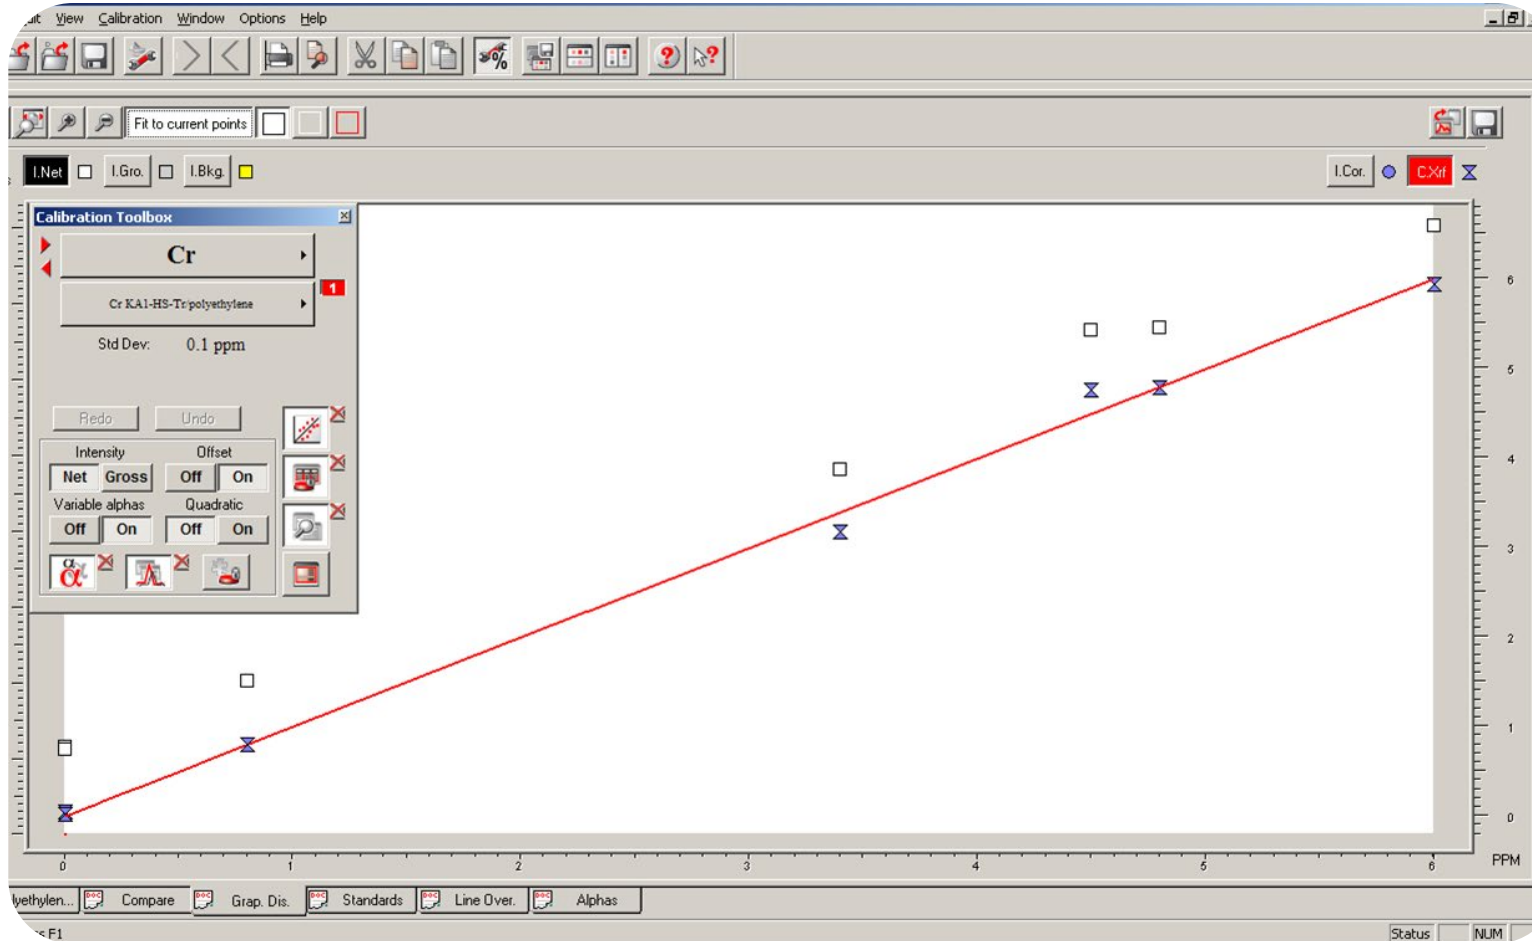 View Calibration Window Options Help
Fit to current points
I.Net I.Gro. I.Bkg. I.Cor. C.Xrf
Calibration Toolbox
Cr
1
Cr KA1-HS-Tr/polyethylene
Std Dev: 0.1 ppm
Redo Undo
Intensity Offset
Net Gross Off On
Variable alphas Quadratic
Off On Off On
6
5
4
3
2
1
0
0 1 2 3 4 5 6 PPM
lyethylen... Compare Grap. Dis. Standards Line Over. Alphas
F1 Status NUM